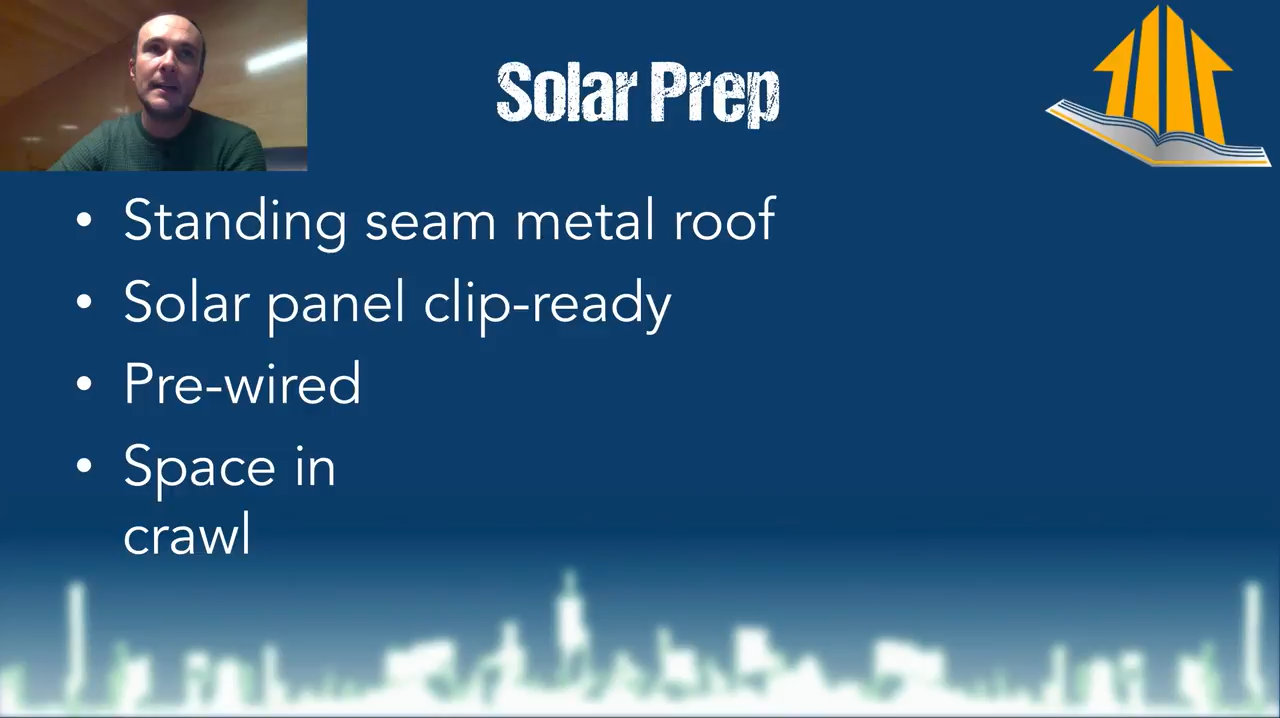 Solar Prep
• Standing seam metal roof
• Solar panel clip-ready
• Pre-wired
• Space in
crawl